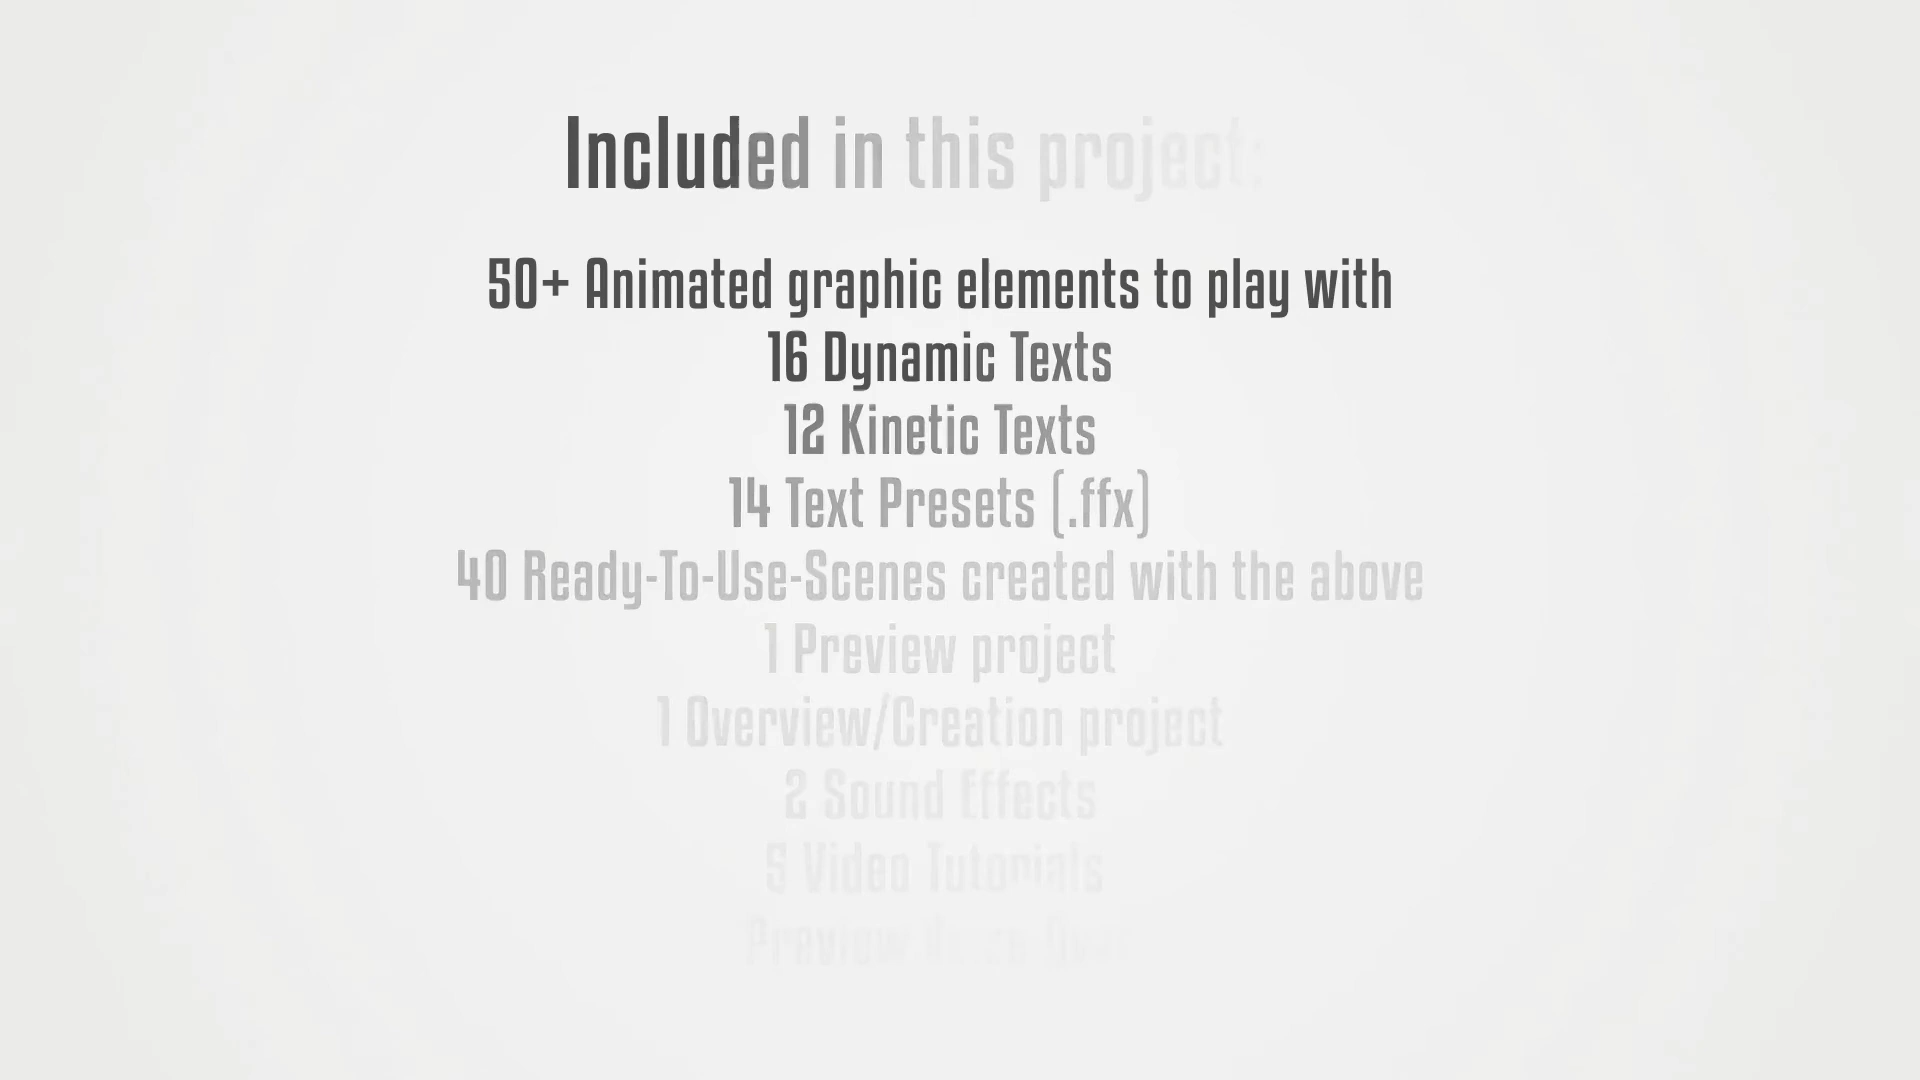 Included in this project:
50+ Animated graphic elements to play with
16 Dynamic Texts
12 Kinetic Texts
14 Text Presets (.ffx)
40 Ready-To-Use-Scenes created with the above
1 Preview project
1 Overview/Creation project
2 Sound Effects
5 Video Tutorials
Preview